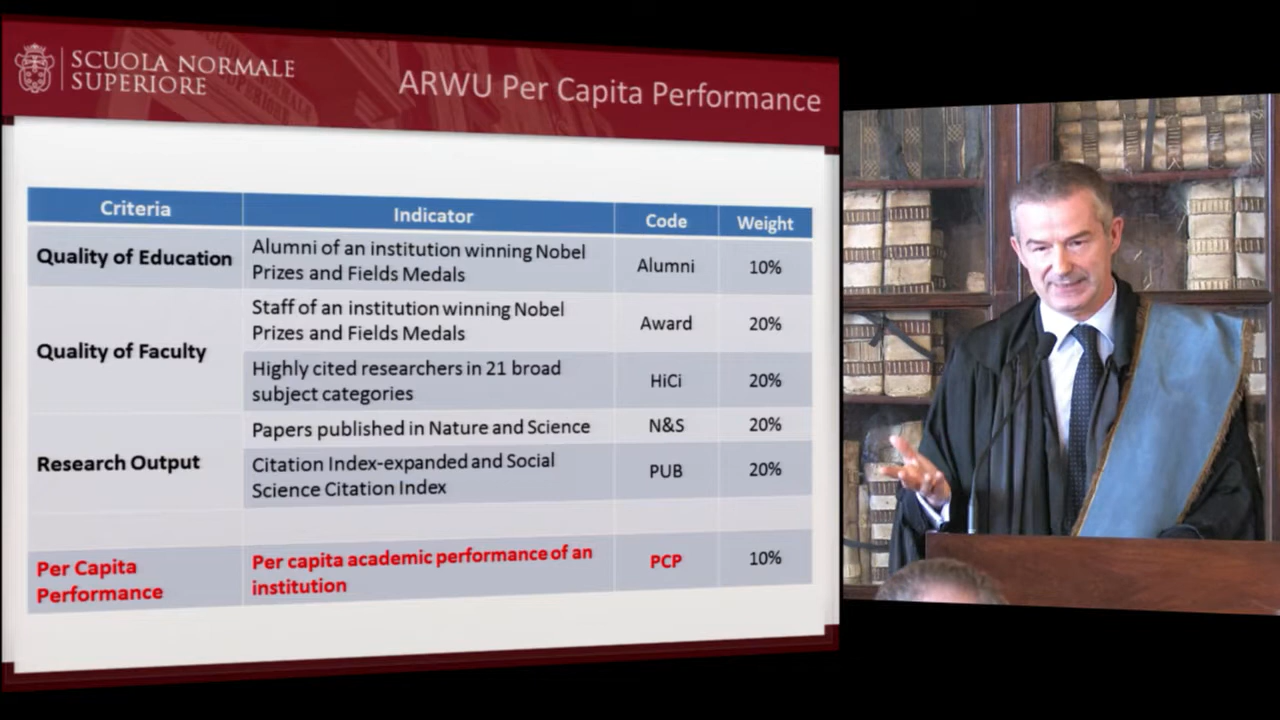 SCUOLA NORMALE
SUPERIORE
ARWU Per Capita Performance
Criteria Indicator Code Weight
Quality of Education
Alumni of an institution winning Nobel
Prizes and Fields Medals
Alumni
10%
Quality of Faculty
Staff of an institution winning Nobel
Prizes and Fields Medals
Award
20%
Highly cited researchers in 21 broad
subject categories
HiCi
20%
Research Output
Papers published in Nature and Science
N&S
20%
Citation Index-expanded and Social
Science Citation Index
PUB
20%
Per Capita
Performance
Per capita academic performance of an
institution
PCP
10%